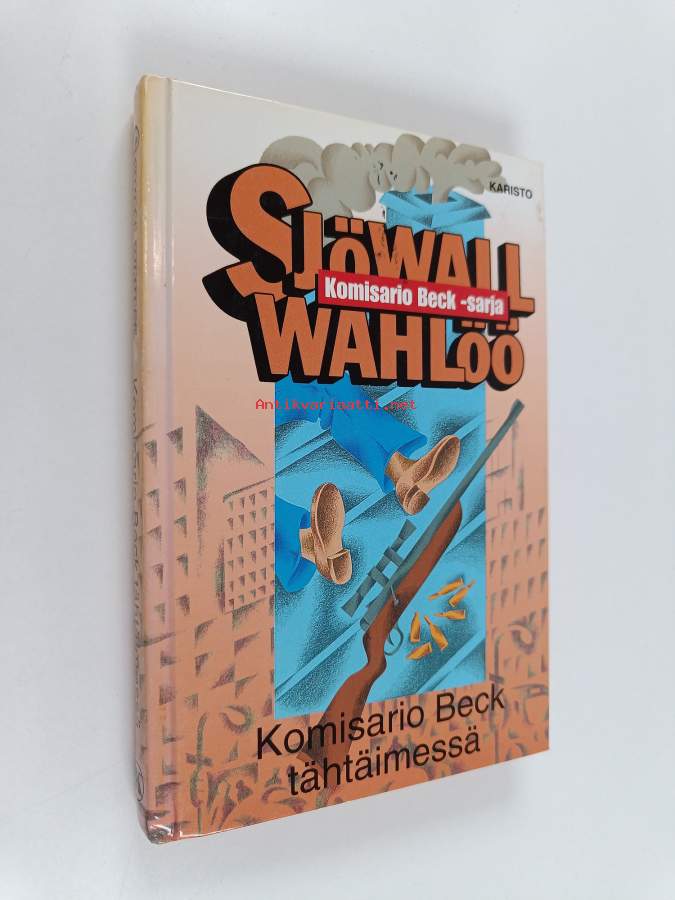 KARISTO
SJÖWALL
Komisario Beck -sarja
WAHLÖÖ
Antikvariaatti.net
Komisario Beck
tähtäimessä